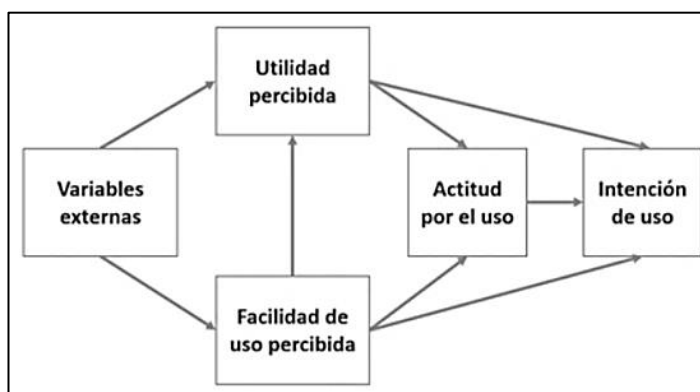 Utilidad
percibida
Variables
externas
Actitud
por el uso
Intención
de uso
Facilidad de
uso percibida